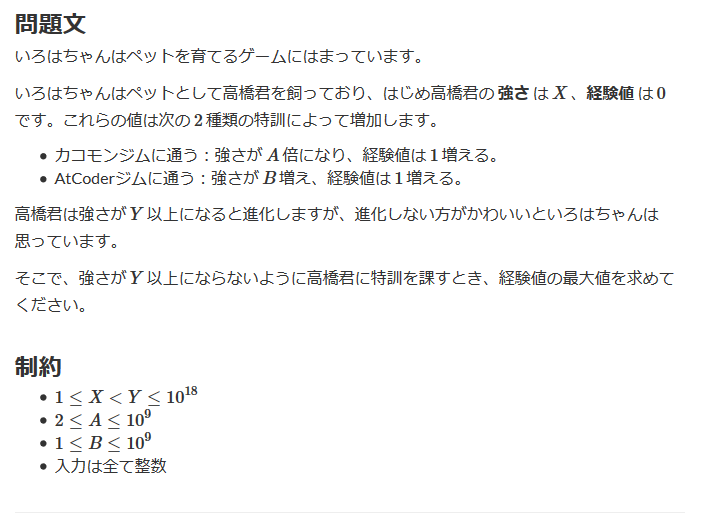 問題文
いろはちゃんはペットを育てるゲームにはまっています。
いろはちゃんはペットとして高橋君を飼っており、はじめ高橋君の 強さ は X 、経験値 は 0
です。これらの値は次の 2 種類の特訓によって増加します。
• カコモンジムに通う：強さが A 倍になり、経験値は 1 増える。
• AtCoderジムに通う：強さが B 増え、経験値は 1 増える。
高橋君は強さが Y 以上になると進化しますが、進化しない方がかわいいといろはちゃんは
思っています。
そこで、強さが Y 以上にならないように高橋君に特訓を課すとき、経験値の最大値を求めて
ください。
制約
• 1 ≤ X < Y ≤ 10^18
• 2 ≤ A ≤ 10^9
• 1 ≤ B ≤ 10^9
• 入力は全て整数